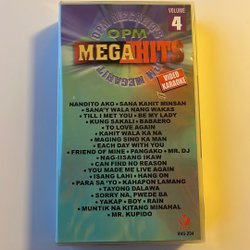 VOLUME
4
OPM
MEGAHITS
VIDEO
KARAOKE
NANDITO AKO • SANA KAHIT MINSAN
SANA'Y WALA NANG WAKAS
• TILL I MET YOU • BE MY LADY
KUNG SAKALI • BABAERO
TO LOVE AGAIN
KAHIT WALA KA NA
MAGING SINO KA MAN
EACH DAY WITH YOU
FRIEND OF MINE • PANGAKO • MR. DJ
NAG-IISANG IKAW
CAN FIND NO REASON
YOU MADE ME LIVE AGAIN
ISANG LAHI • HANG ON
PARA SA 'YO • KAHAPON LAMANG
TAYONG DALAWA
SORRY NA, PWEDE BA
YAKAP • BOY • RAIN
MUNTIK NA KITANG MINAHAL
MR. KUPIDO